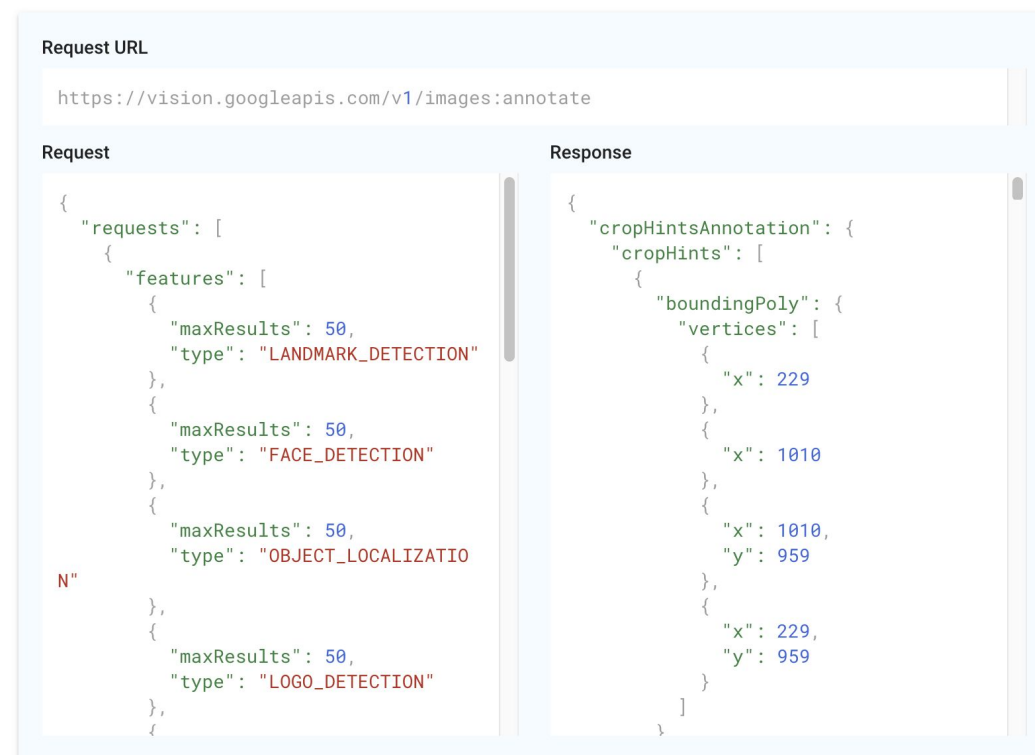 Request URL
https://vision.googleapis.com/v1/images:annotate
Request
{
  "requests": [
    {
      "features": [
        {
          "maxResults": 50,
          "type": "LANDMARK_DETECTION"
        },
        {
          "maxResults": 50,
          "type": "FACE_DETECTION"
        },
        {
          "maxResults": 50,
          "type": "OBJECT_LOCALIZATIO
N"
        },
        {
          "maxResults": 50,
          "type": "LOGO_DETECTION"
        },
        {
Response
{
  "cropHintsAnnotation": {
    "cropHints": [
      {
        "boundingPoly": {
          "vertices": [
            {
              "x": 229
            },
            {
              "x": 1010
            },
            {
              "x": 1010,
              "y": 959
            },
            {
              "x": 229,
              "y": 959
            }
          ]
        }